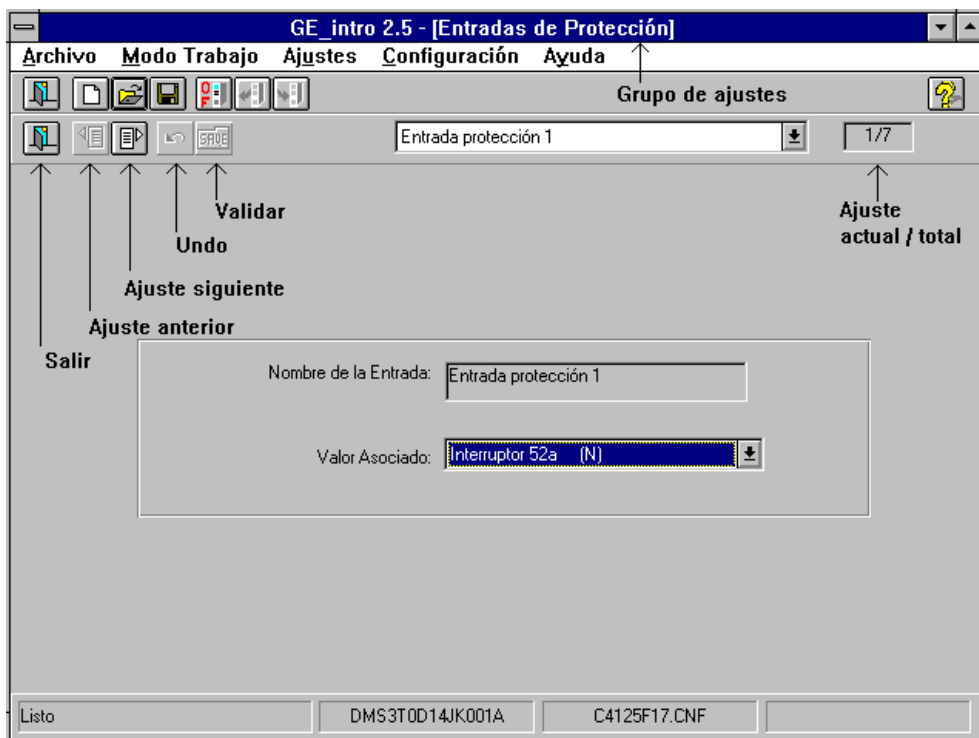 GE_intro 2.5 - [Entradas de Protección]
Archivo Modo Trabajo Ajustes Configuración Ayuda
Grupo de ajustes
Entrada protección 1
1/7
SAVE
Validar
Ajuste
actual / total
Undo
Ajuste siguiente
Ajuste anterior
Salir
Nombre de la Entrada: Entrada protección 1
Valor Asociado: Interruptor 52a (N)
Listo DMS3T0D14JK001A C4125F17.CNF